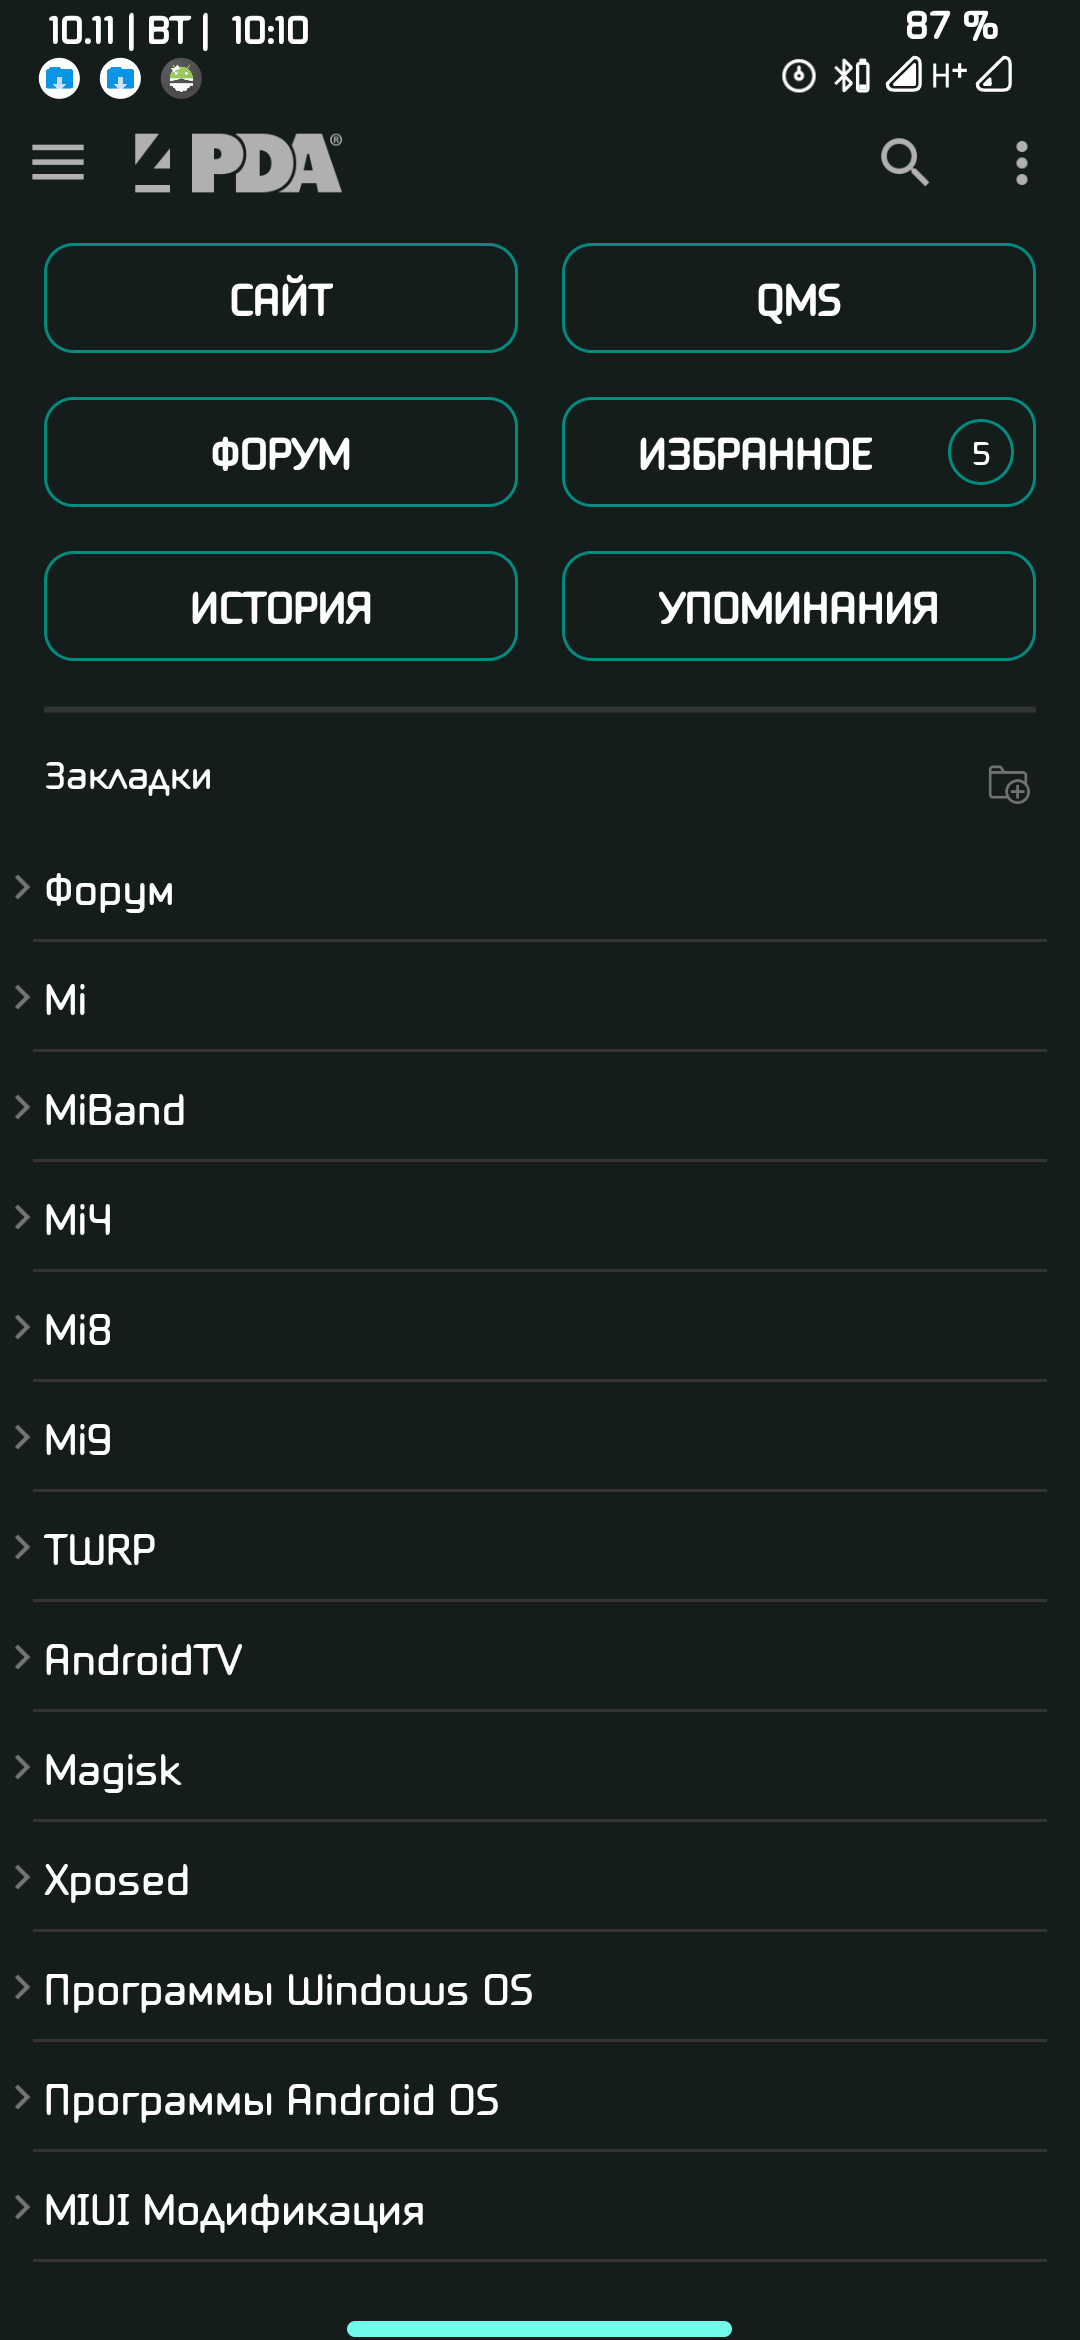 10.11 | ВТ | 10:10
87 %
H+
4PDA®
САЙТ
QMS
ФОРУМ
ИЗБРАННОЕ 5
ИСТОРИЯ
УПОМИНАНИЯ
Закладки
Форум
Mi
MiBand
Mi4
Mi8
Mi9
TWRP
AndroidTV
Magisk
Xposed
Программы Windows OS
Программы Android OS
MIUI Модификация